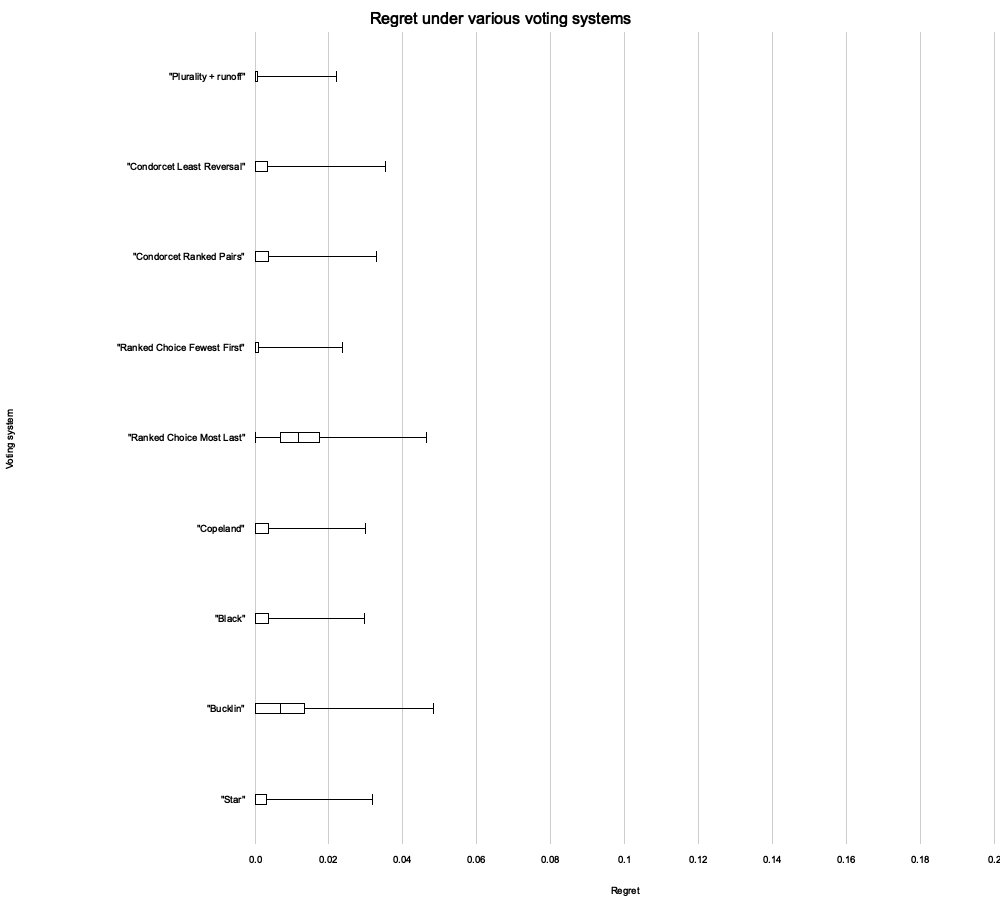 Regret under various voting systems
"Plurality + runoff"
"Condorcet Least Reversal"
"Condorcet Ranked Pairs"
"Ranked Choice Fewest First"
Voting system
"Ranked Choice Most Last"
"Copeland"
"Black"
"Bucklin"
"Star"
0.0 0.02 0.04 0.06 0.08 0.1 0.12 0.14 0.16 0.18 0.2
Regret